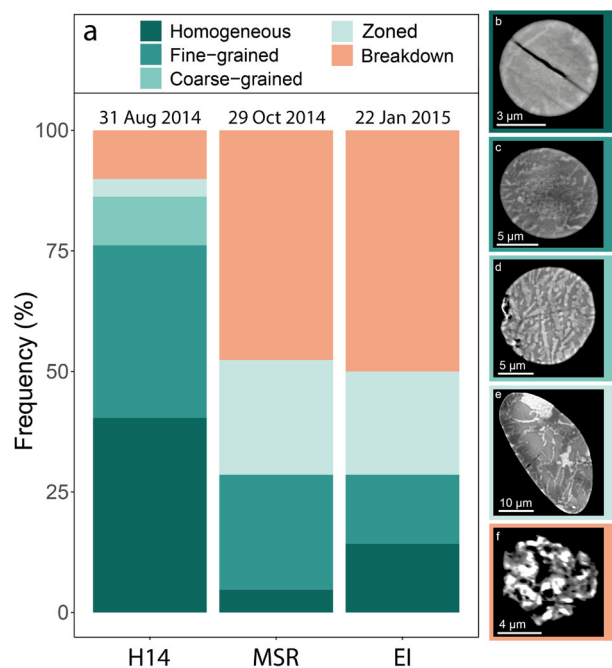 a
Homogeneous
Fine-grained
Coarse-grained
Zoned
Breakdown
31 Aug 2014 29 Oct 2014 22 Jan 2015
100
75
50
25
0
Frequency (%)
H14 MSR EI
b
3 µm
c
5 µm
d
5 µm
e
10 µm
f
4 µm